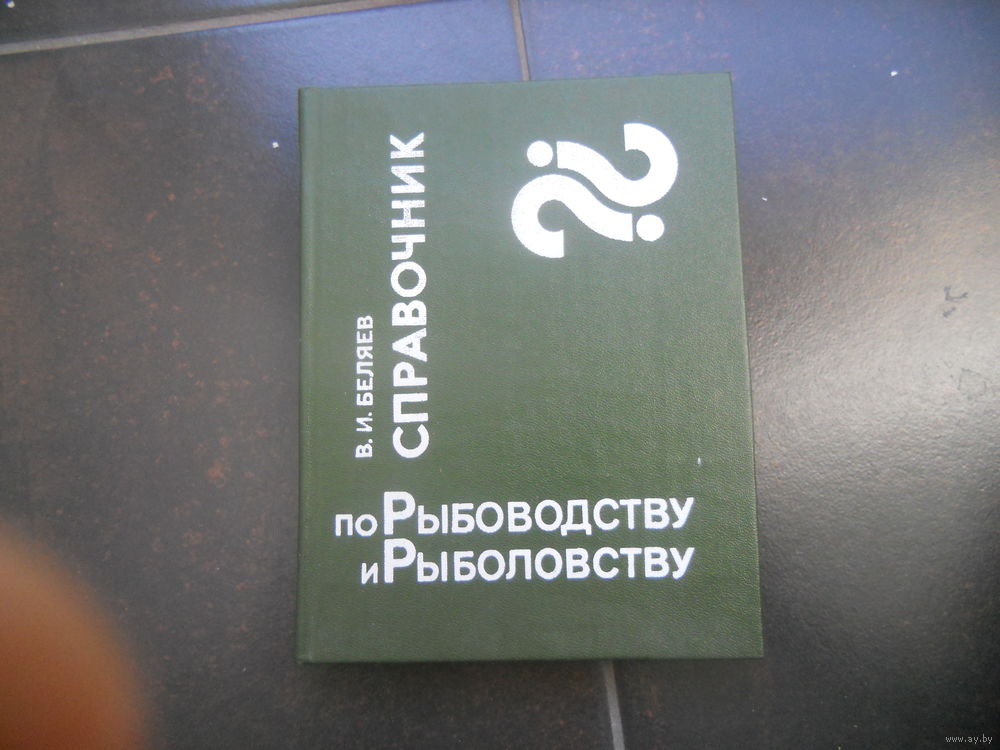 В. И. БЕЛЯЕВ
СПРАВОЧНИК
ПО РЫБОВОДСТВУ
И РЫБОЛОВСТВУ
??
www.ay.by